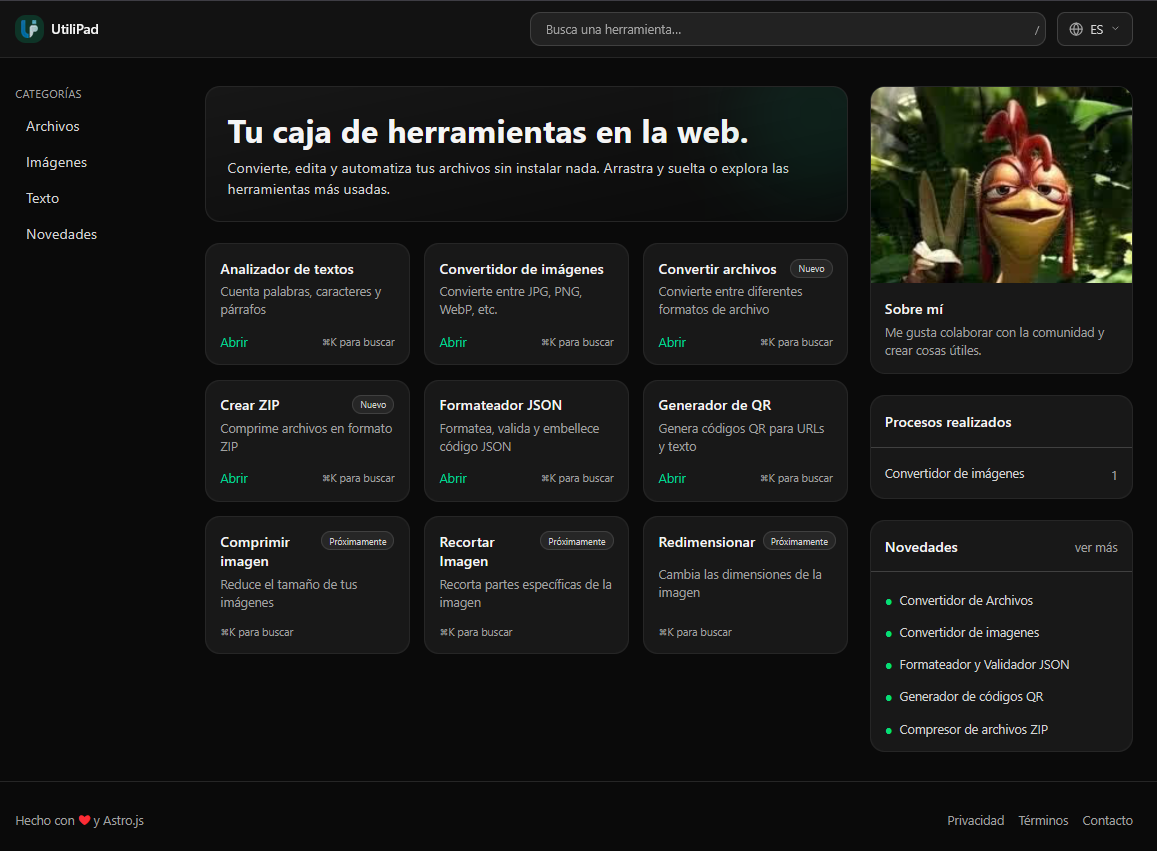 UtiliPad
Busca una herramienta...
/
ES
CATEGORÍAS
Archivos
Imágenes
Texto
Novedades
Tu caja de herramientas en la web.
Convierte, edita y automatiza tus archivos sin instalar nada. Arrastra y suelta o explora las
herramientas más usadas.
Analizador de textos
Cuenta palabras, caracteres y
párrafos
Abrir
⌘K para buscar
Convertidor de imágenes
Convierte entre JPG, PNG,
WebP, etc.
Abrir
⌘K para buscar
Convertir archivos
Nuevo
Convierte entre diferentes
formatos de archivo
Abrir
⌘K para buscar
Crear ZIP
Nuevo
Comprime archivos en formato
ZIP
Abrir
⌘K para buscar
Formateador JSON
Formatea, valida y embellece
código JSON
Abrir
⌘K para buscar
Generador de QR
Genera códigos QR para URLs
y texto
Abrir
⌘K para buscar
Comprimir
imagen
Próximamente
Reduce el tamaño de tus
imágenes
⌘K para buscar
Recortar
Imagen
Próximamente
Recorta partes específicas de la
imagen
⌘K para buscar
Redimensionar
Próximamente
Cambia las dimensiones de la
imagen
⌘K para buscar
Sobre mí
Me gusta colaborar con la comunidad y
crear cosas útiles.
Procesos realizados
Convertidor de imágenes
1
Novedades
ver más
Convertidor de Archivos
Convertidor de imagenes
Formateador y Validador JSON
Generador de códigos QR
Compresor de archivos ZIP
Hecho con ❤️ y Astro.js
Privacidad
Términos
Contacto